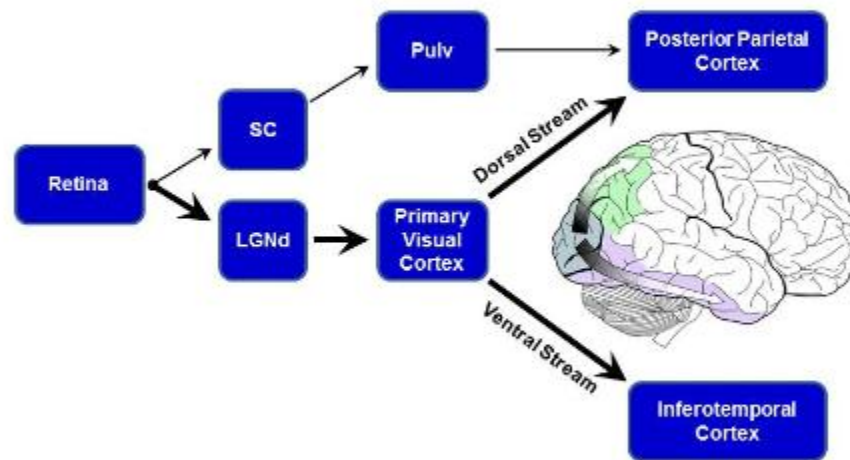 Pulv
Posterior Parietal
Cortex
SC
Dorsal Stream
Retina
LGNd
Primary
Visual
Cortex
Ventral Stream
Inferotemporal
Cortex